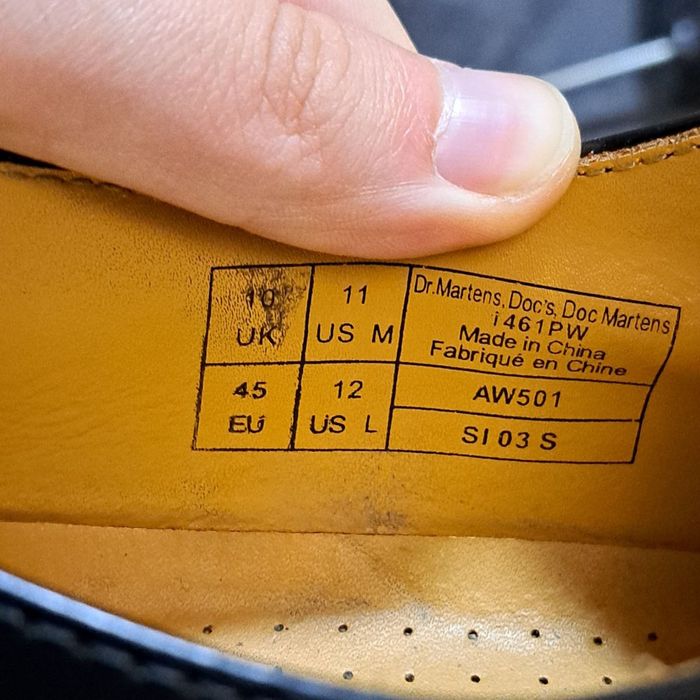 10
UK
11
US M
45
EU
12
US L
Dr.Martens, Doc's, Doc Martens
i 461PW
Made in China
Fabriqué en Chine
AW501
SI 03 S